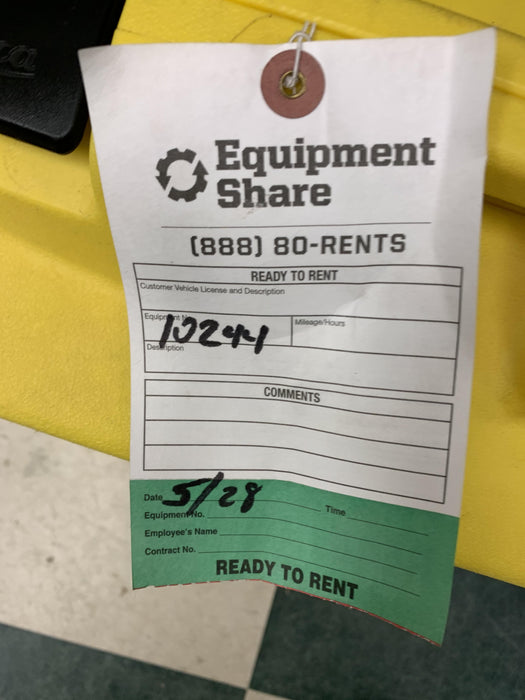 Equipment
Share
(888) 80-RENTS
READY TO RENT
Customer Vehicle License and Description
Equipment No.
10244
Mileage/Hours
Description
COMMENTS
Date 5/28 Time
Equipment No.
Employee's Name
Contract No.
READY TO RENT